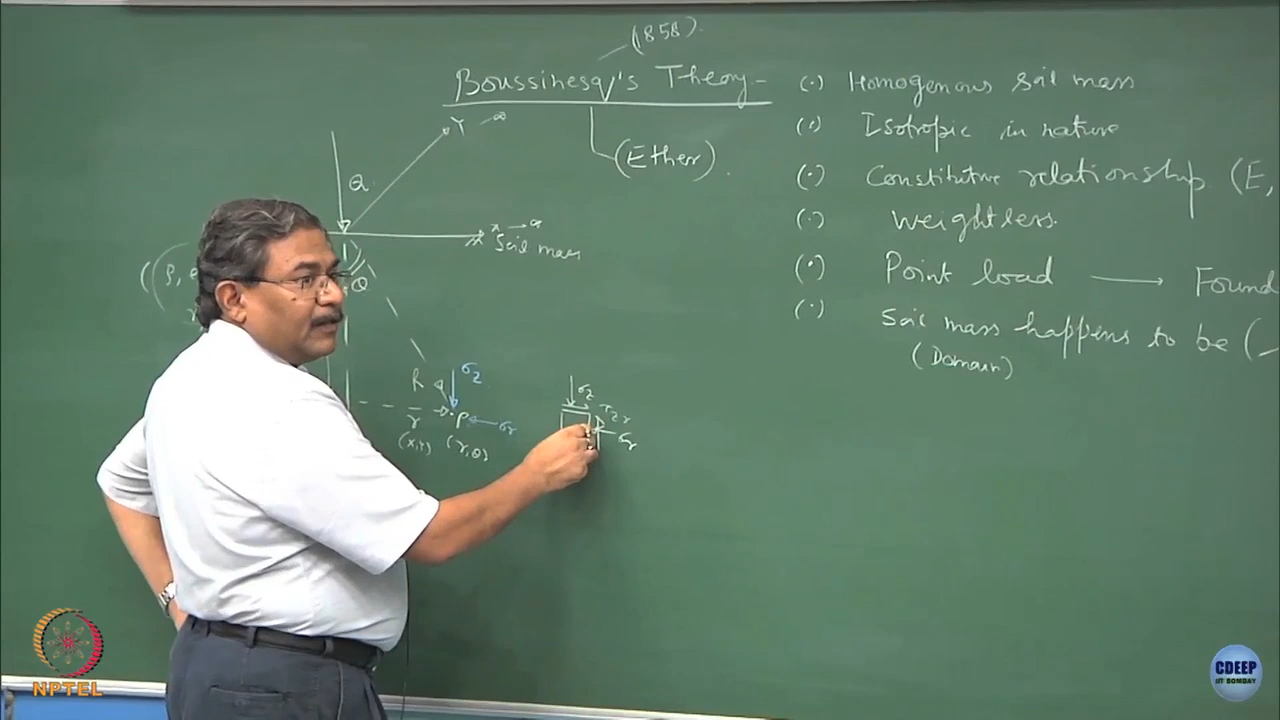 (1858)
Boussinesq's Theory
(Ether)
Y → ∞
Q
x → ∞
Soil mass
θ
R
σz
r
P
σr
(x,y)
(r,θ)
σz
τzr
σr
(·) Homogenous soil mass
(·) Isotropic in nature
(·) Constitutive relationship (E,
(·) Weightless
(·) Point load → Found
(·) Soil mass happens to be (
(Domain)
NPTEL
CDEEP
IIT BOMBAY